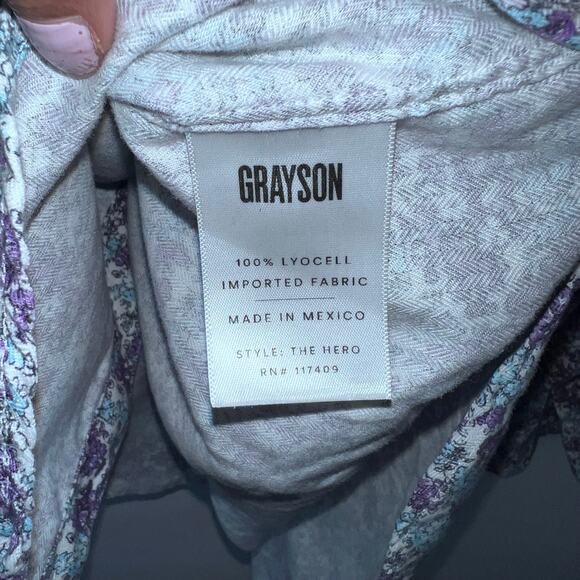 GRAYSON
100% LYOCELL
IMPORTED FABRIC
MADE IN MEXICO
STYLE: THE HERO
RN# 117409